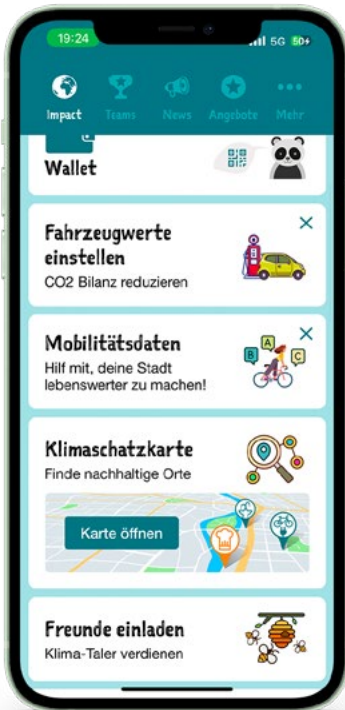 19:24
5G 50
Impact Teams News Angebote Mehr
Wallet
Fahrzeugwerte
einstellen
CO2 Bilanz reduzieren
Mobilitätsdaten
Hilf mit, deine Stadt
lebenswerter zu machen!
A
B
C
Klimaschatzkarte
Finde nachhaltige Orte
Karte öffnen
Freunde einladen
Klima-Taler verdienen